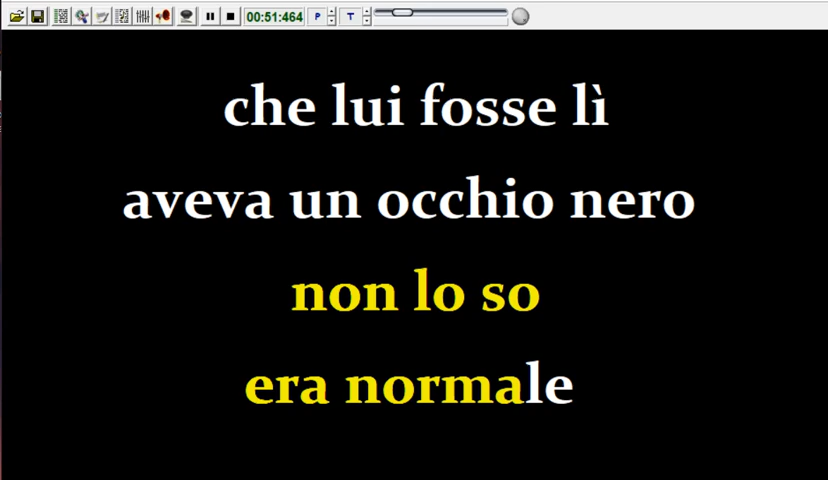 00:51:464
P
T
che lui fosse lì
aveva un occhio nero
non lo so
era normale